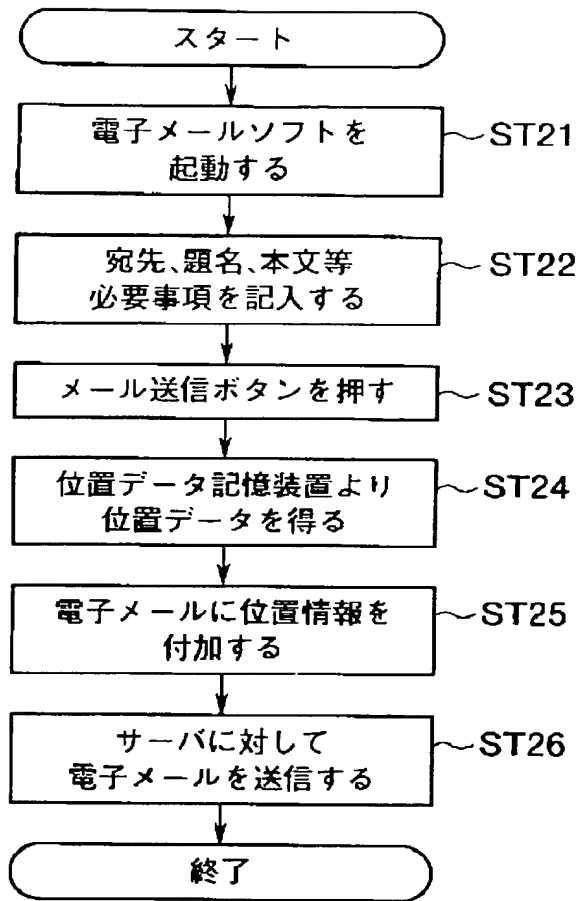 スタート
電子メールソフトを
起動する
ST21
宛先、題名、本文等
必要事項を記入する
ST22
メール送信ボタンを押す
ST23
位置データ記憶装置より
位置データを得る
ST24
電子メールに位置情報を
付加する
ST25
サーバに対して
電子メールを送信する
ST26
終了